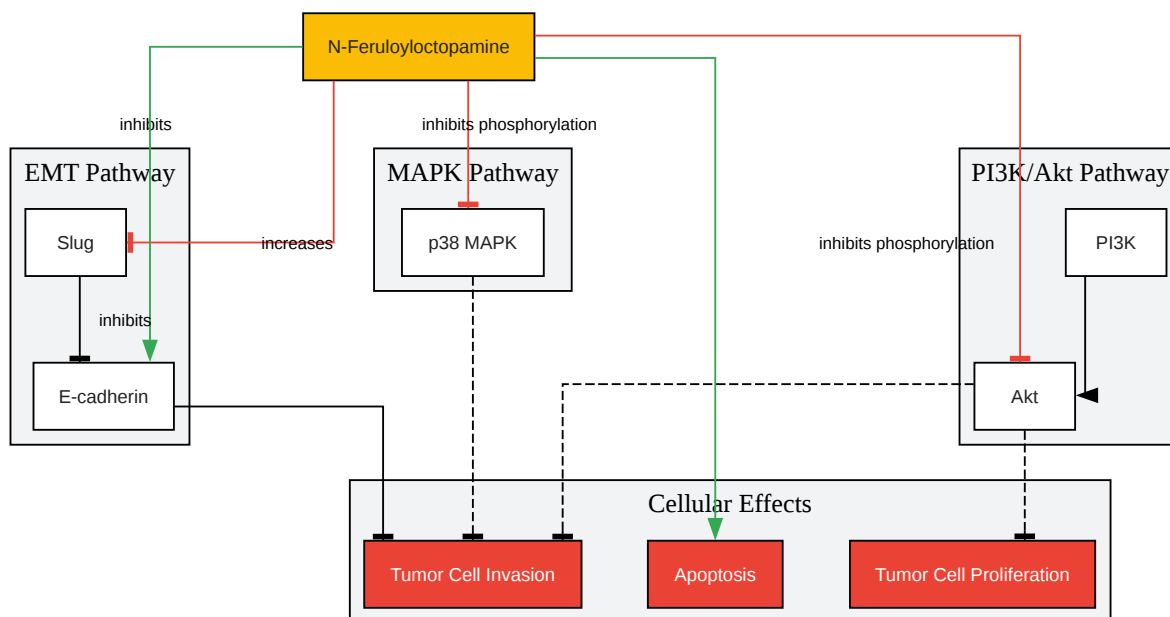 N-Feruloyloctopamine
inhibits
inhibits phosphorylation
EMT Pathway
MAPK Pathway
PI3K/Akt Pathway
Slug
increases
p38 MAPK
inhibits phosphorylation
PI3K
inhibits
E-cadherin
Akt
Cellular Effects
Tumor Cell Invasion
Apoptosis
Tumor Cell Proliferation